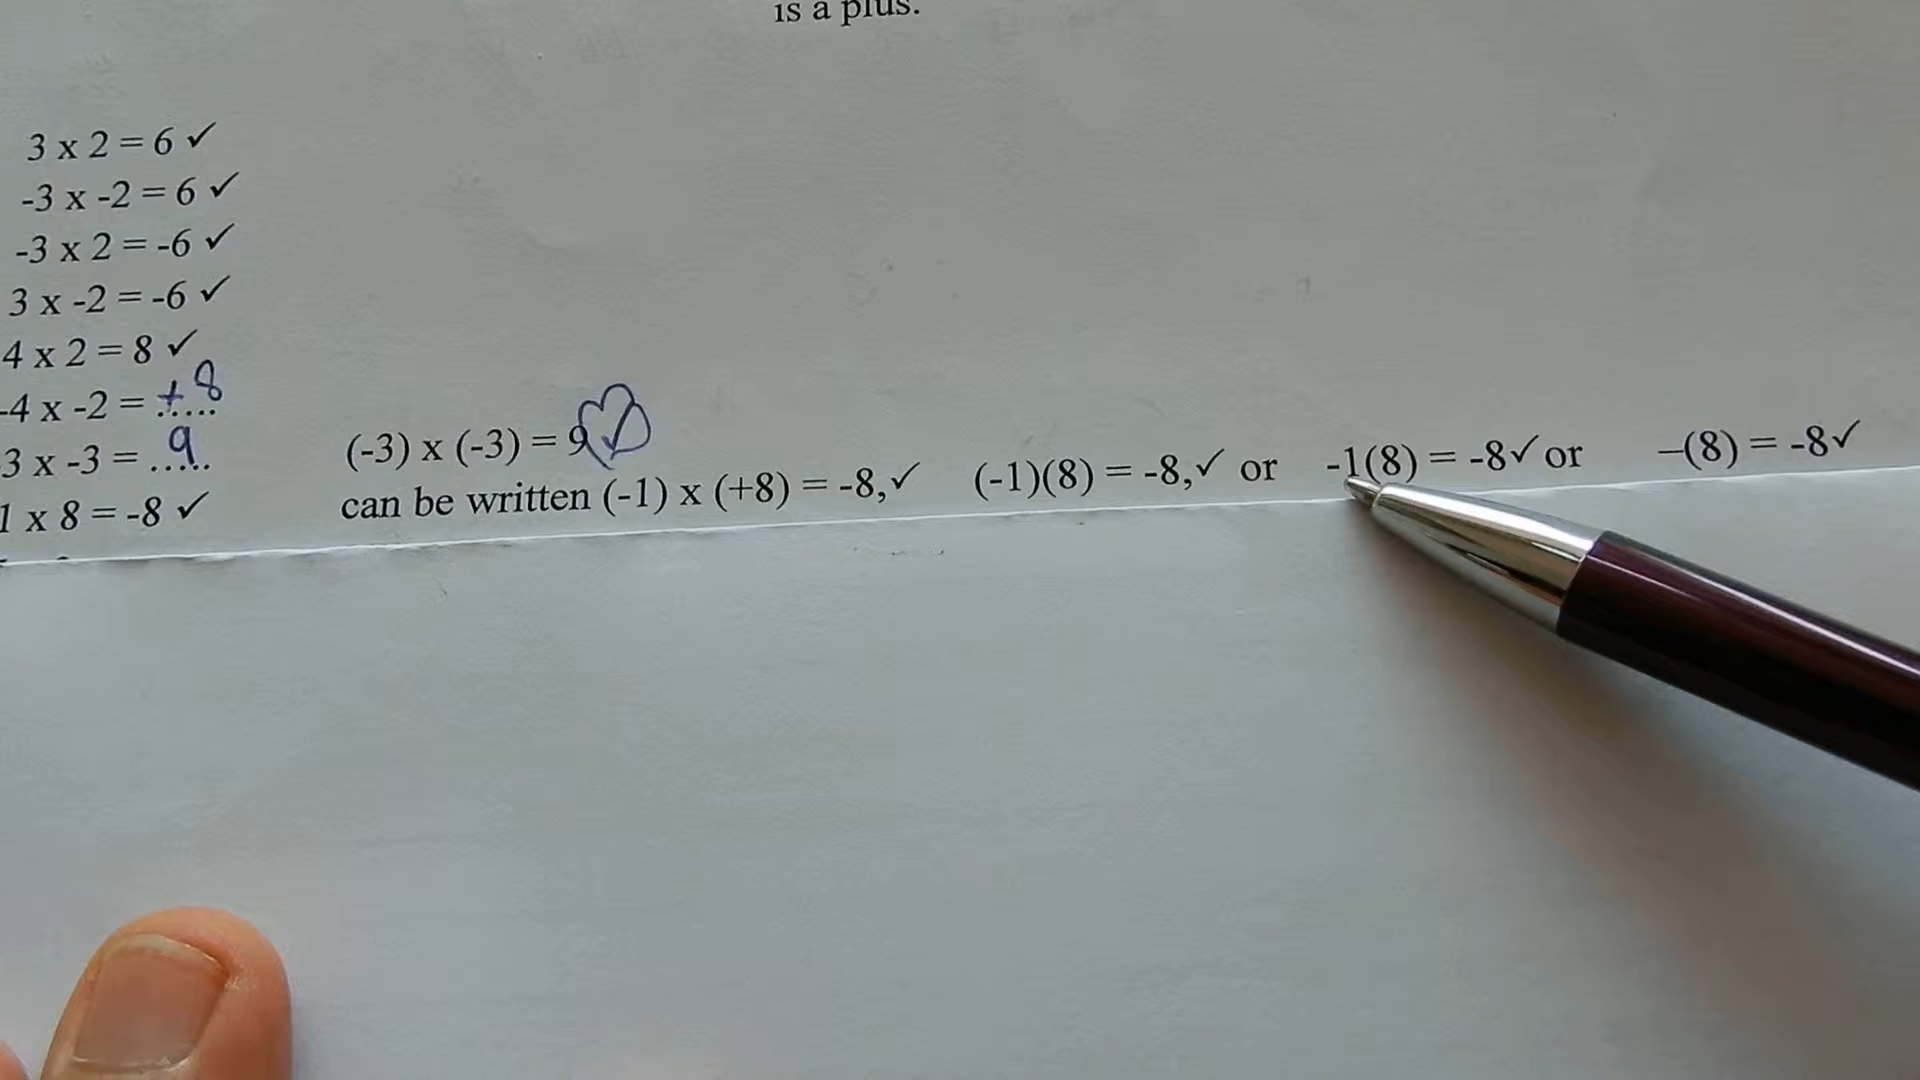 is a plus.
3 x 2 = 6 ✓
-3 x -2 = 6 ✓
-3 x 2 = -6 ✓
3 x -2 = -6 ✓
4 x 2 = 8 ✓
-4 x -2 = +8
3 x -3 = 9 (-3) x (-3) = 9 ✓
1 x 8 = -8 ✓ can be written (-1) x (+8) = -8, ✓ (-1)(8) = -8, ✓ or -1(8) = -8 ✓ or –(8) = -8 ✓